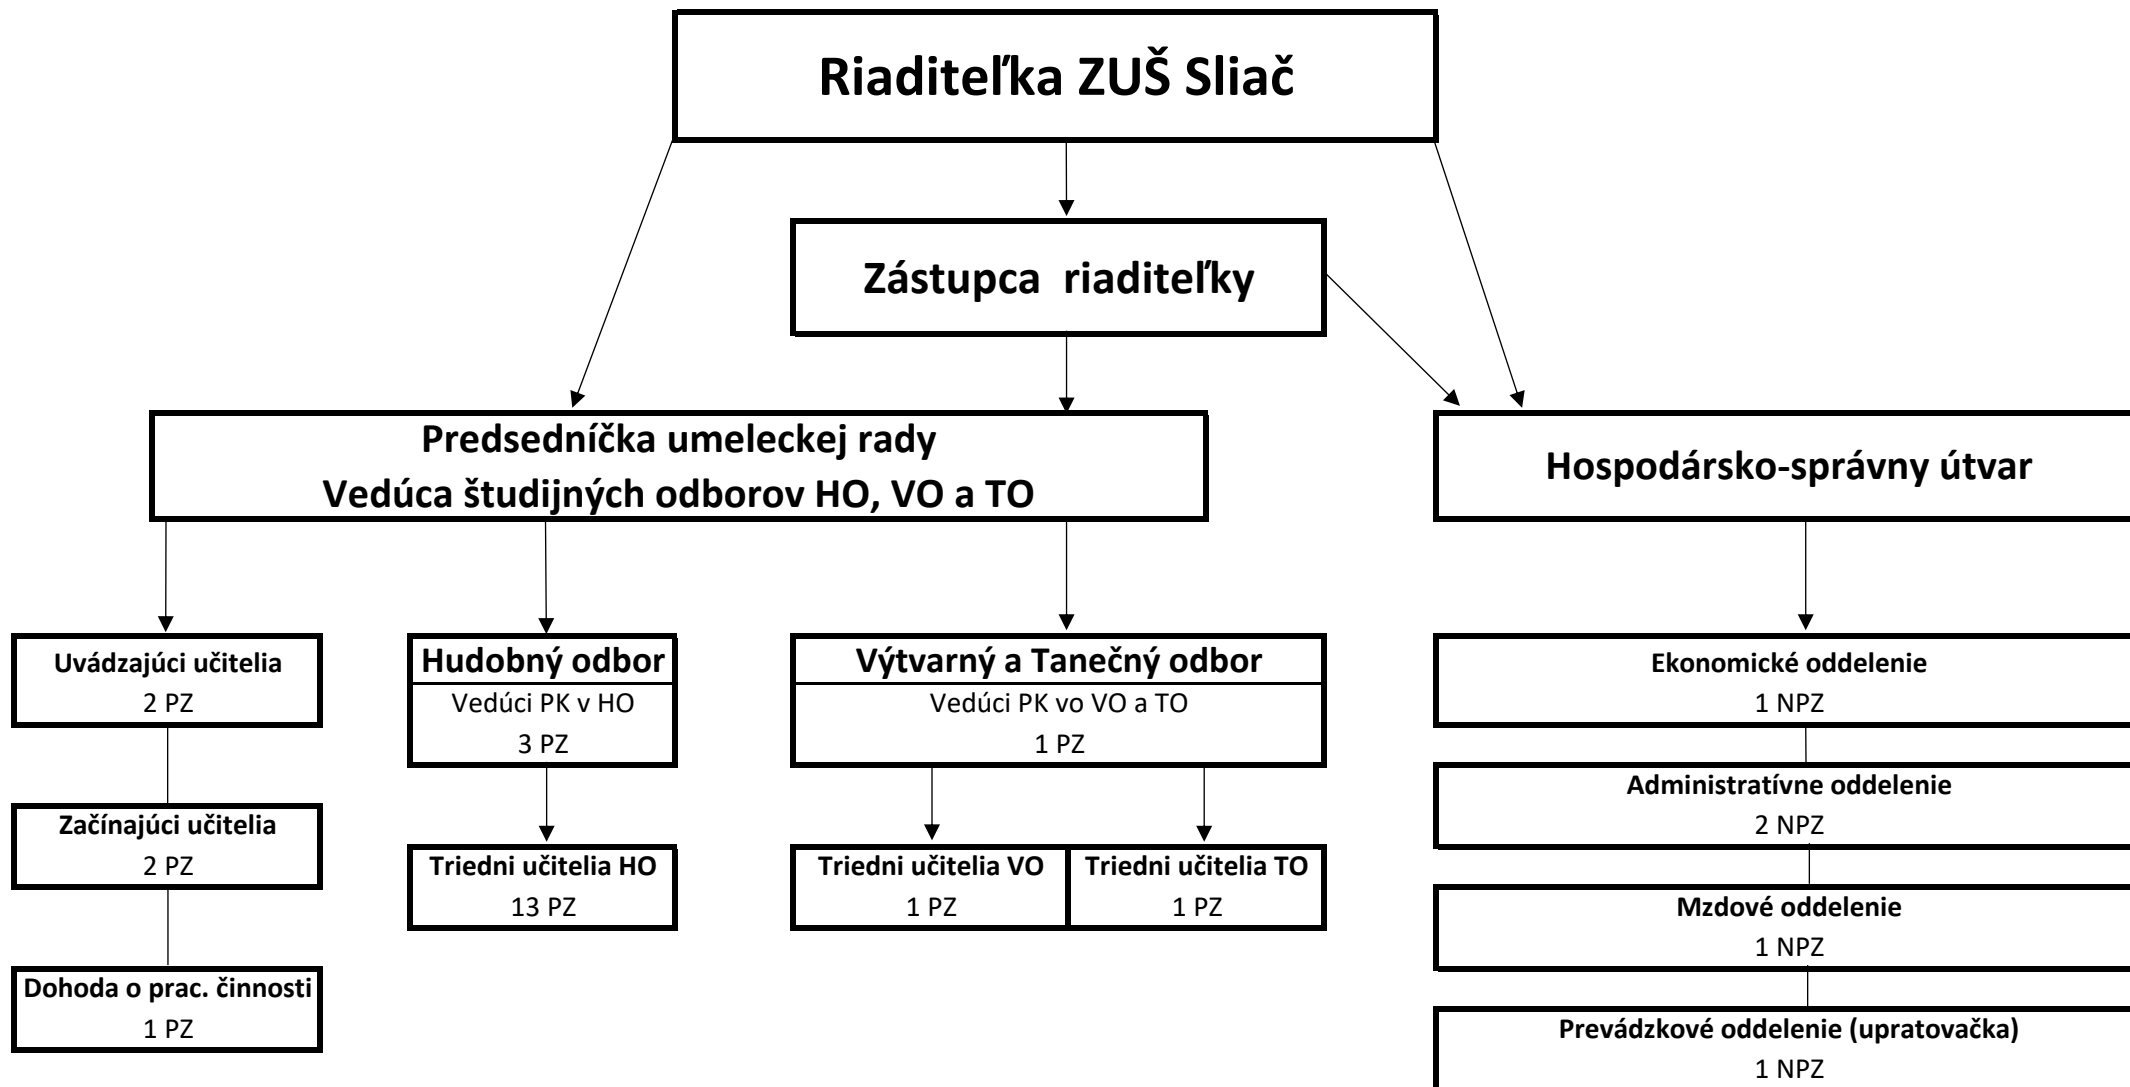 Riaditeľka ZUŠ Sliač
Zástupca riaditeľky
Predsedníčka umeleckej rady
Vedúca študijných odborov HO, VO a TO
Hospodársko-správny útvar
Uvádzajúci učitelia
2 PZ
Hudobný odbor
Vedúci PK v HO
3 PZ
Výtvarný a Tanečný odbor
Vedúci PK vo VO a TO
1 PZ
Ekonomické oddelenie
1 NPZ
Začínajúci učitelia
2 PZ
Triedni učitelia HO
13 PZ
Triedni učitelia VO
1 PZ
Triedni učitelia TO
1 PZ
Administratívne oddelenie
2 NPZ
Mzdové oddelenie
1 NPZ
Dohoda o prac. činnosti
1 PZ
Prevádzkové oddelenie (upratovačka)
1 NPZ